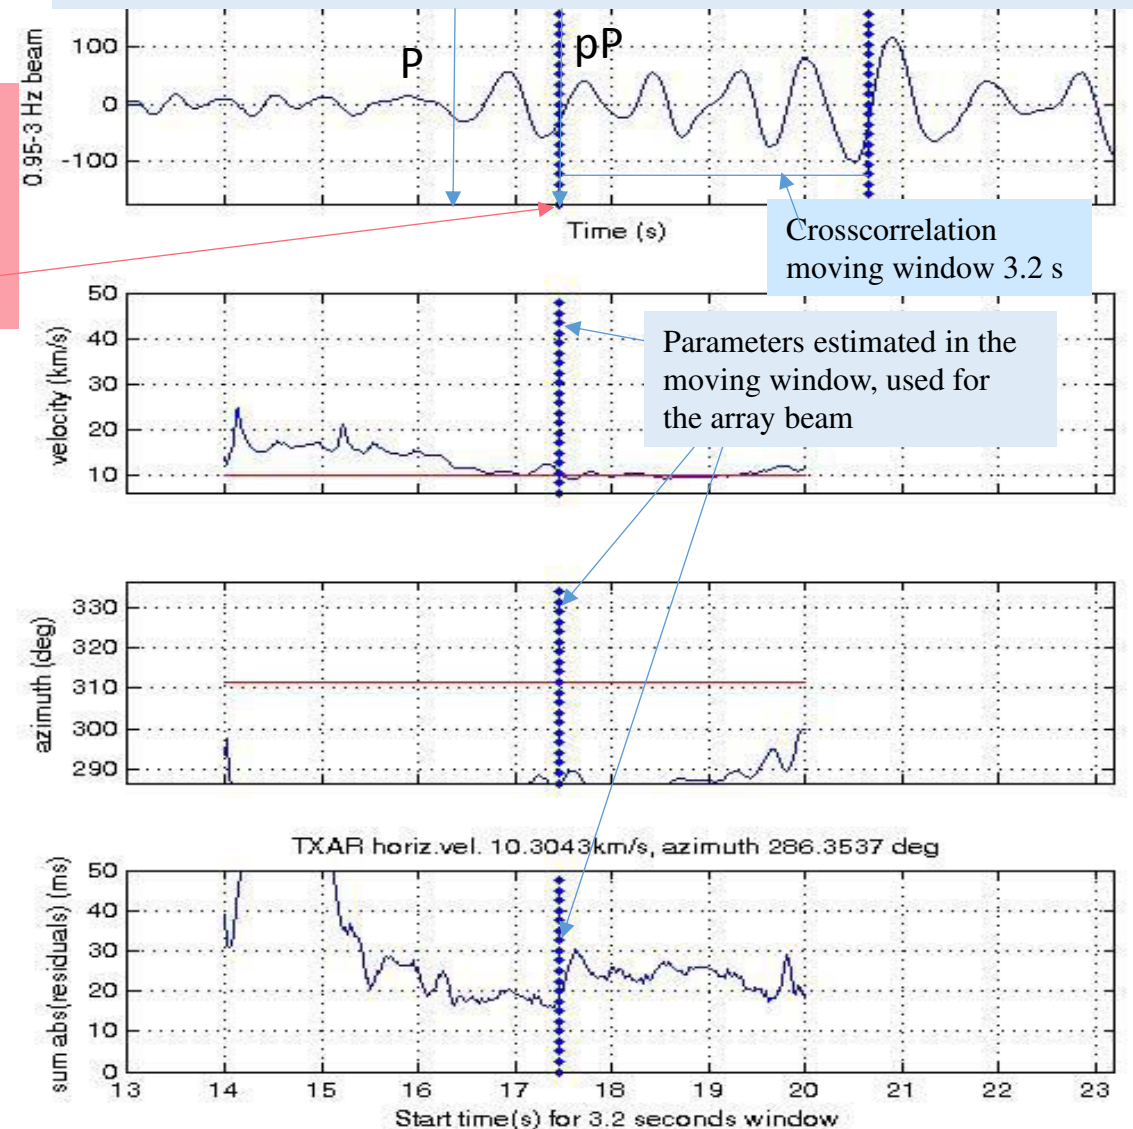 P
pP
0.95-3 Hz beam
100
0
-100
Time (s)
Crosscorrelation
moving window 3.2 s
velocity (km/s)
50
40
30
20
10
Parameters estimated in the
moving window, used for
the array beam
azimuth (deg)
330
320
310
300
290
TXAR horiz.vel. 10.3043km/s, azimuth 286.3537 deg
sum abs(residuals) (ms)
50
40
30
20
10
0
13 14 15 16 17 18 19 20 21 22 23
Start time(s) for 3.2 seconds window